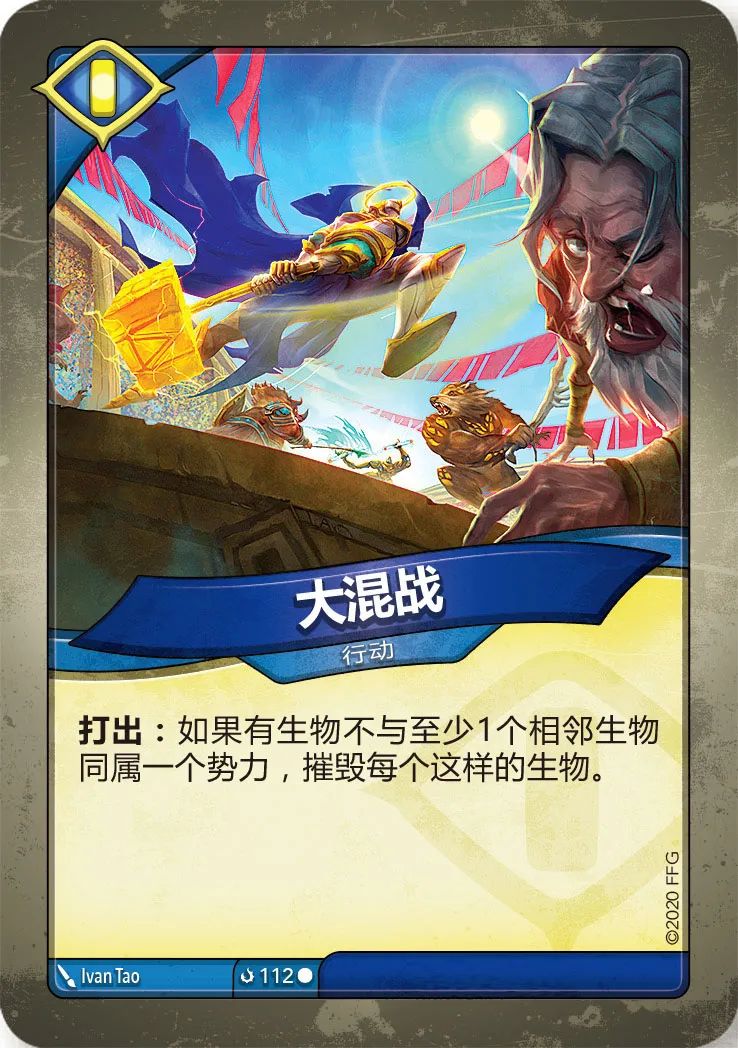 大混战
行动
打出：如果有生物不与至少1个相邻生物
同属一个势力，摧毁每个这样的生物。
©2020 FFG
Ivan Tao
112